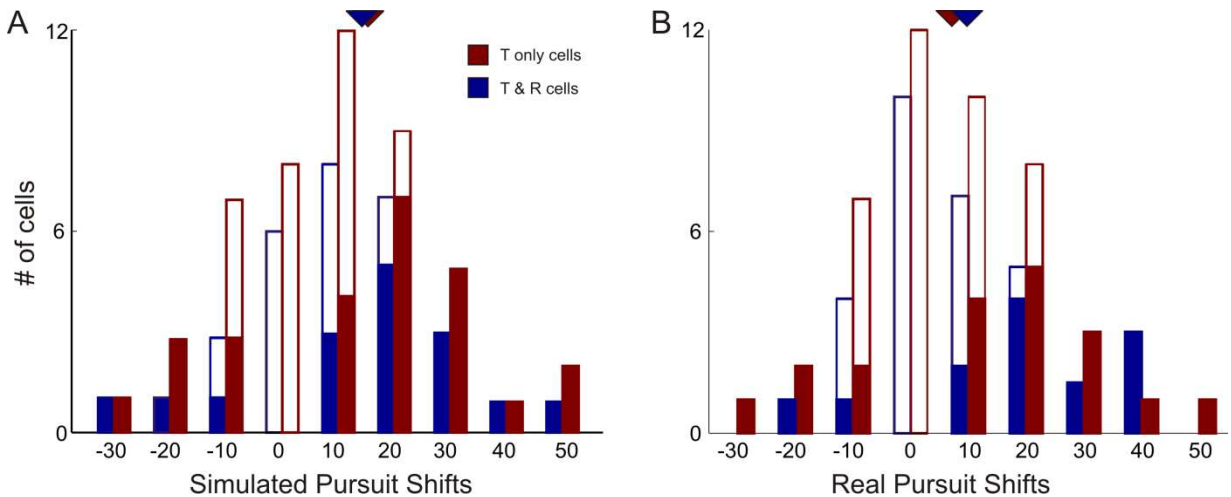 A
12
6
0
# of cells
T only cells
T & R cells
-30 -20 -10 0 10 20 30 40 50
Simulated Pursuit Shifts
B
12
6
0
-30 -20 -10 0 10 20 30 40 50
Real Pursuit Shifts